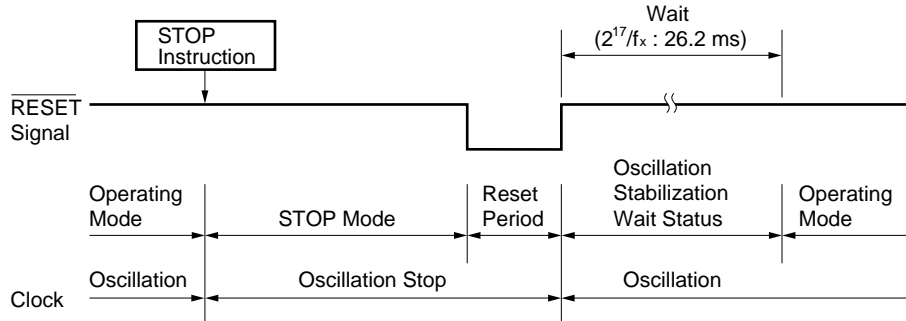 Wait
(2¹⁷/fx : 26.2 ms)
STOP
Instruction
RESET
Signal
Operating
Mode
STOP Mode
Reset
Period
Oscillation
Stabilization
Wait Status
Operating
Mode
Clock
Oscillation
Oscillation Stop
Oscillation